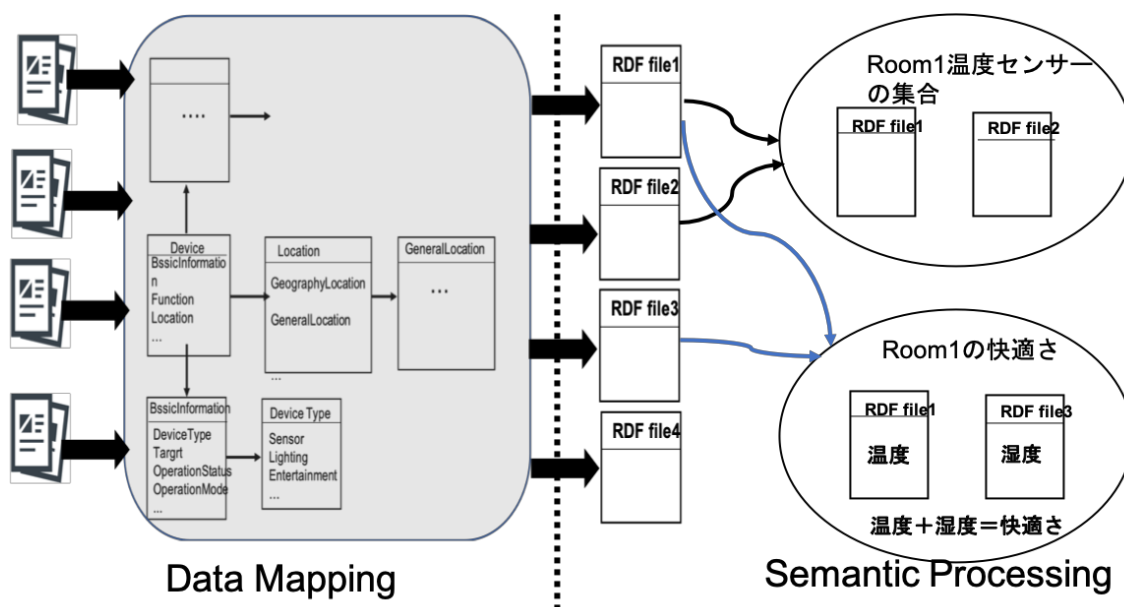 ....
Device
BssicInformatio
n
Function
Location
...
Location
GeographyLocation
GeneralLocation
...
GeneralLocation
...
BssicInformation
DeviceType
Targrt
OperationStatus
OperationMode
...
Device Type
Sensor
Lighting
Entertainment
...
Data Mapping
RDF file1
RDF file2
RDF file3
RDF file4
Room1温度センサー
の集合
RDF file1
RDF file2
Room1の快適さ
RDF file1
温度
RDF file3
湿度
温度＋湿度＝快適さ
Semantic Processing